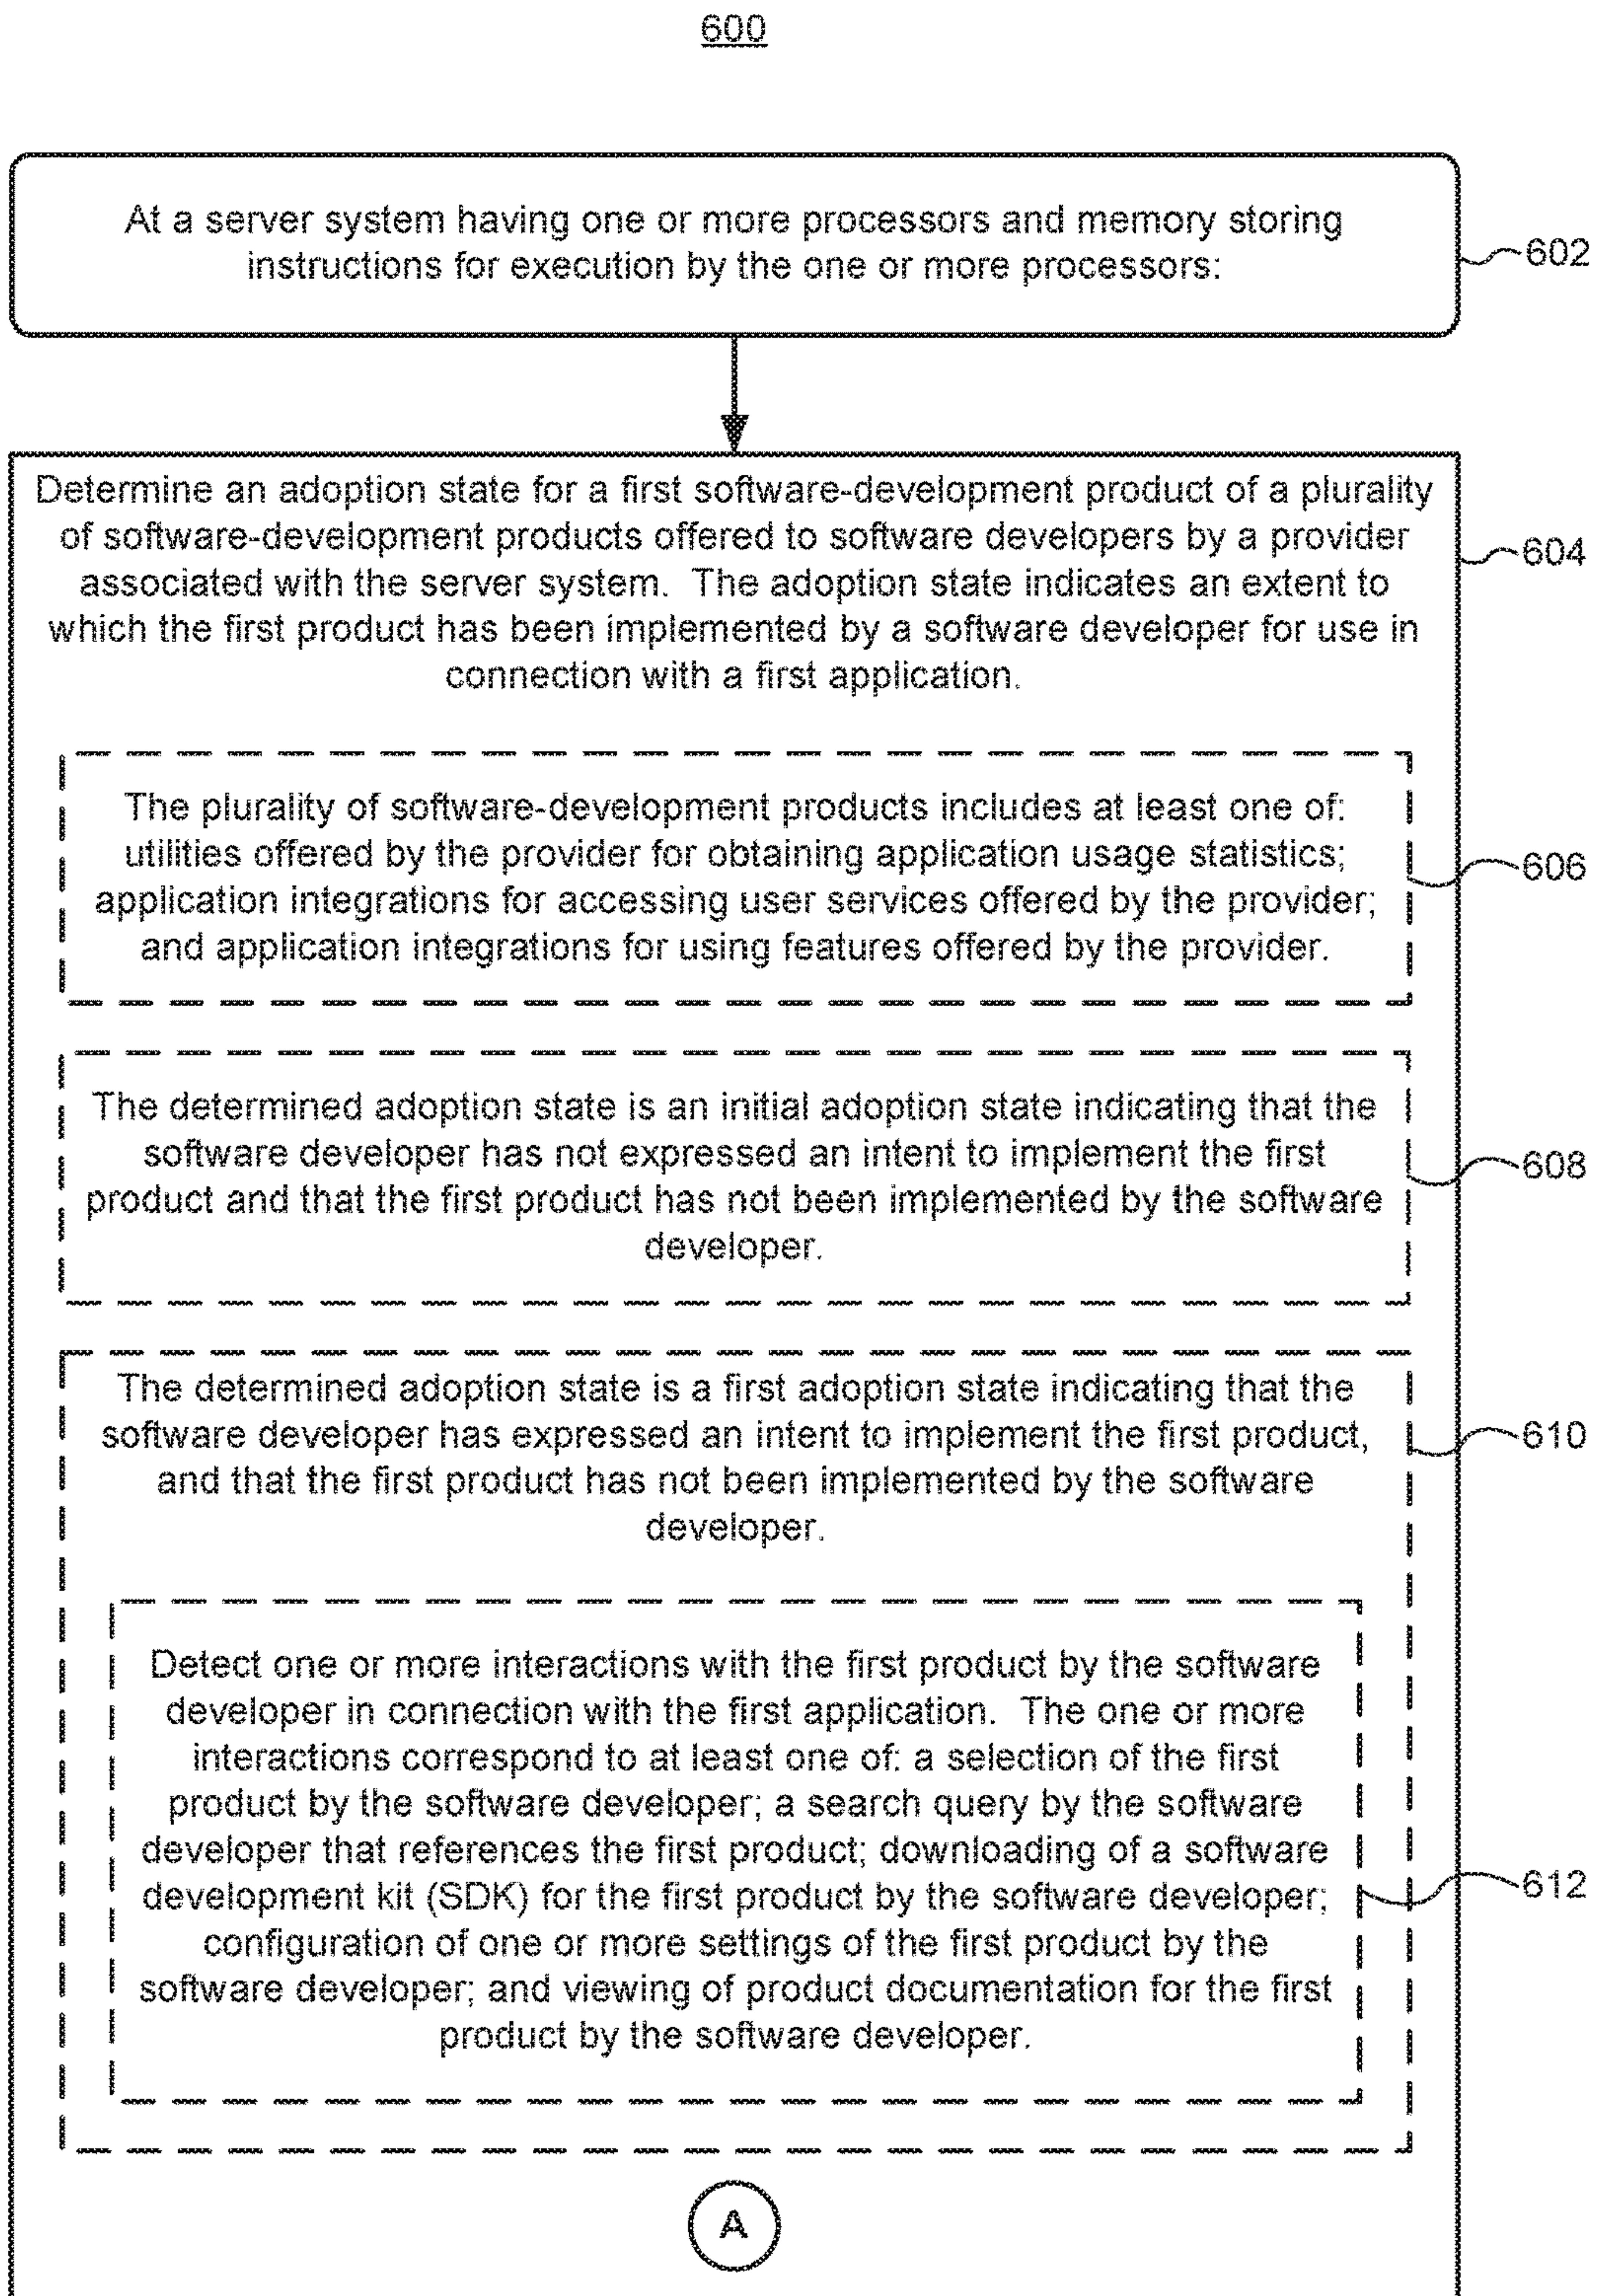 600
At a server system having one or more processors and memory storing
instructions for execution by the one or more processors:
602
Determine an adoption state for a first software-development product of a plurality
of software-development products offered to software developers by a provider
associated with the server system.  The adoption state indicates an extent to
which the first product has been implemented by a software developer for use in
connection with a first application.
604
The plurality of software-development products includes at least one of:
utilities offered by the provider for obtaining application usage statistics;
application integrations for accessing user services offered by the provider;
and application integrations for using features offered by the provider.
606
The determined adoption state is an initial adoption state indicating that the
software developer has not expressed an intent to implement the first
product and that the first product has not been implemented by the software
developer.
608
The determined adoption state is a first adoption state indicating that the
software developer has expressed an intent to implement the first product,
and that the first product has not been implemented by the software
developer.
610
Detect one or more interactions with the first product by the software
developer in connection with the first application.  The one or more
interactions correspond to at least one of: a selection of the first
product by the software developer; a search query by the software
developer that references the first product; downloading of a software
development kit (SDK) for the first product by the software developer;
configuration of one or more settings of the first product by the
software developer; and viewing of product documentation for the first
product by the software developer.
612
A